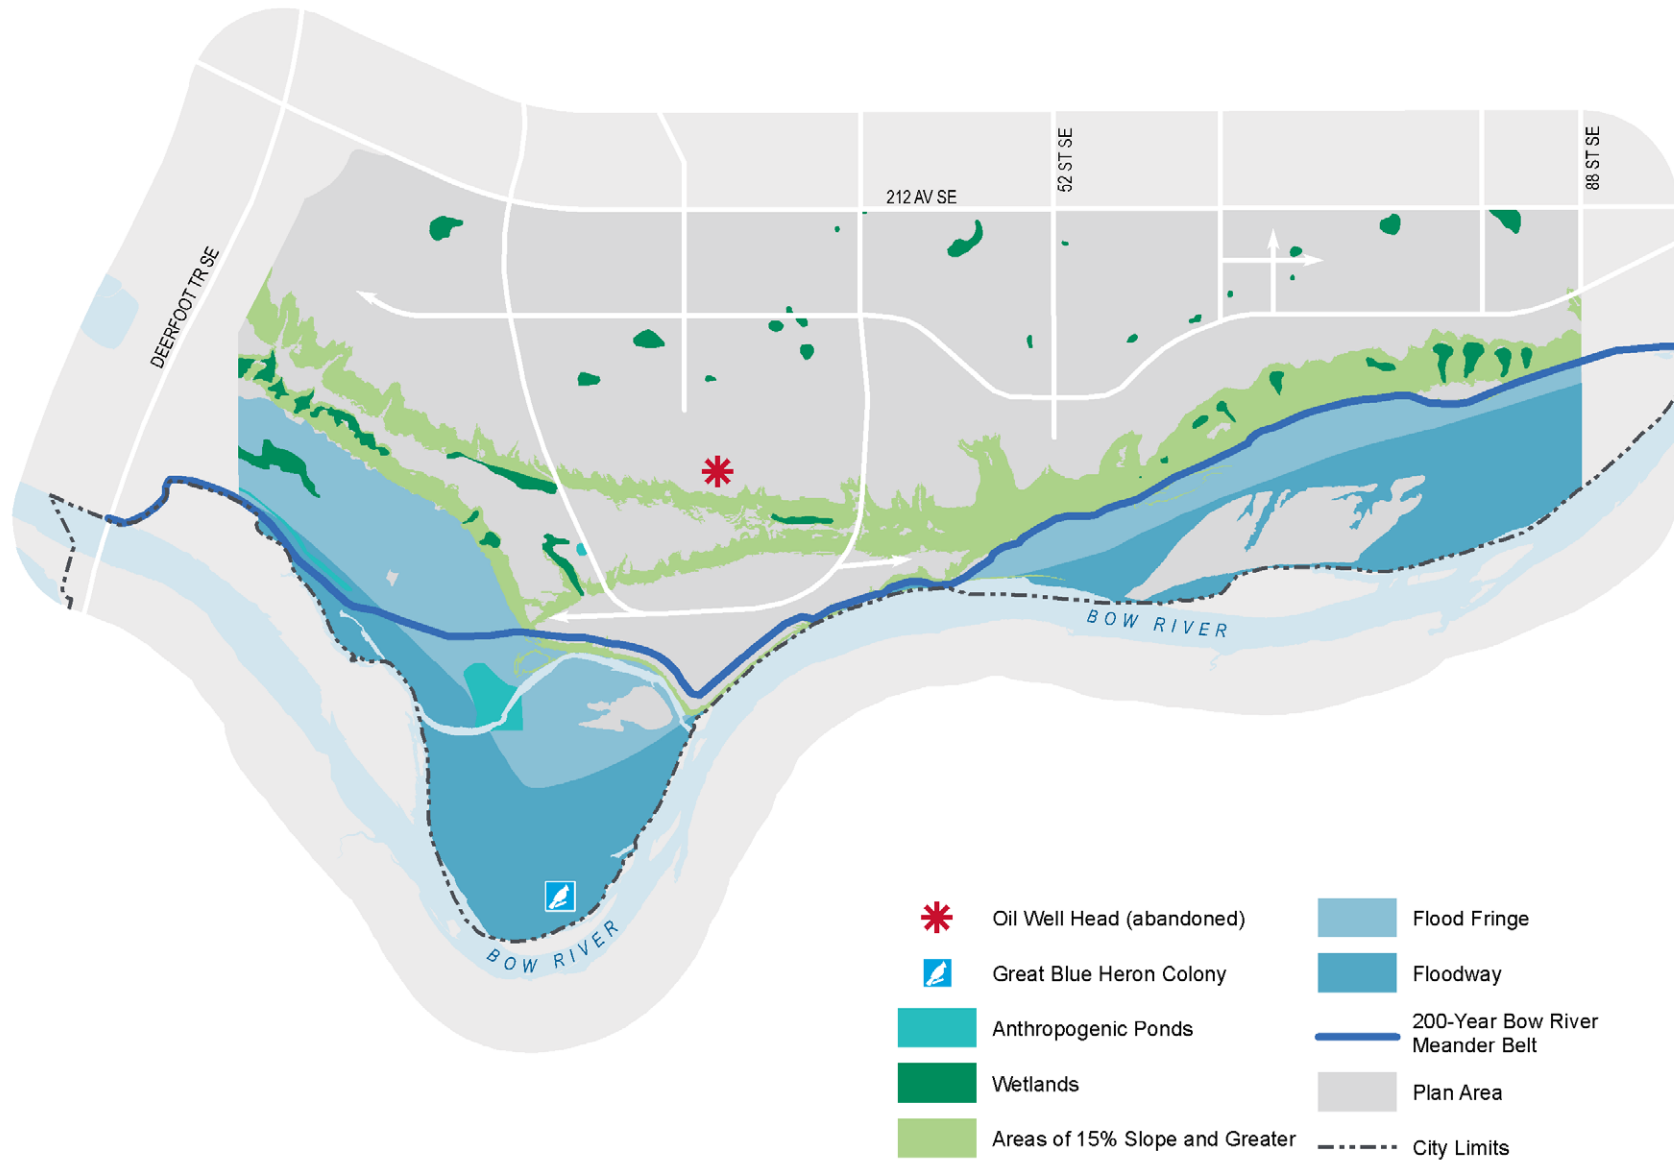 52 ST SE
88 ST SE
212 AV SE
DEERFOOT TR SE
BOW RIVER
BOW RIVER
Oil Well Head (abandoned)
Great Blue Heron Colony
Anthropogenic Ponds
Wetlands
Areas of 15% Slope and Greater
Flood Fringe
Floodway
200-Year Bow River
Meander Belt
Plan Area
City Limits